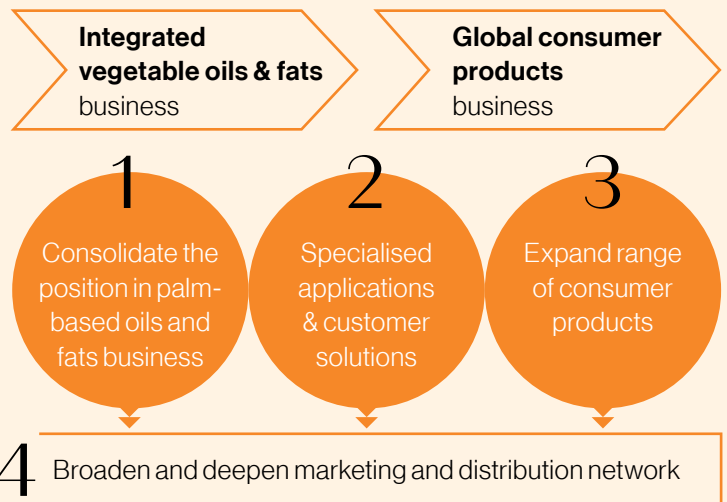 Integrated
vegetable oils & fats
business
Global consumer
products
business
1
Consolidate the
position in palm-
based oils and
fats business
2
Specialised
applications
& customer
solutions
3
Expand range
of consumer
products
4 Broaden and deepen marketing and distribution network